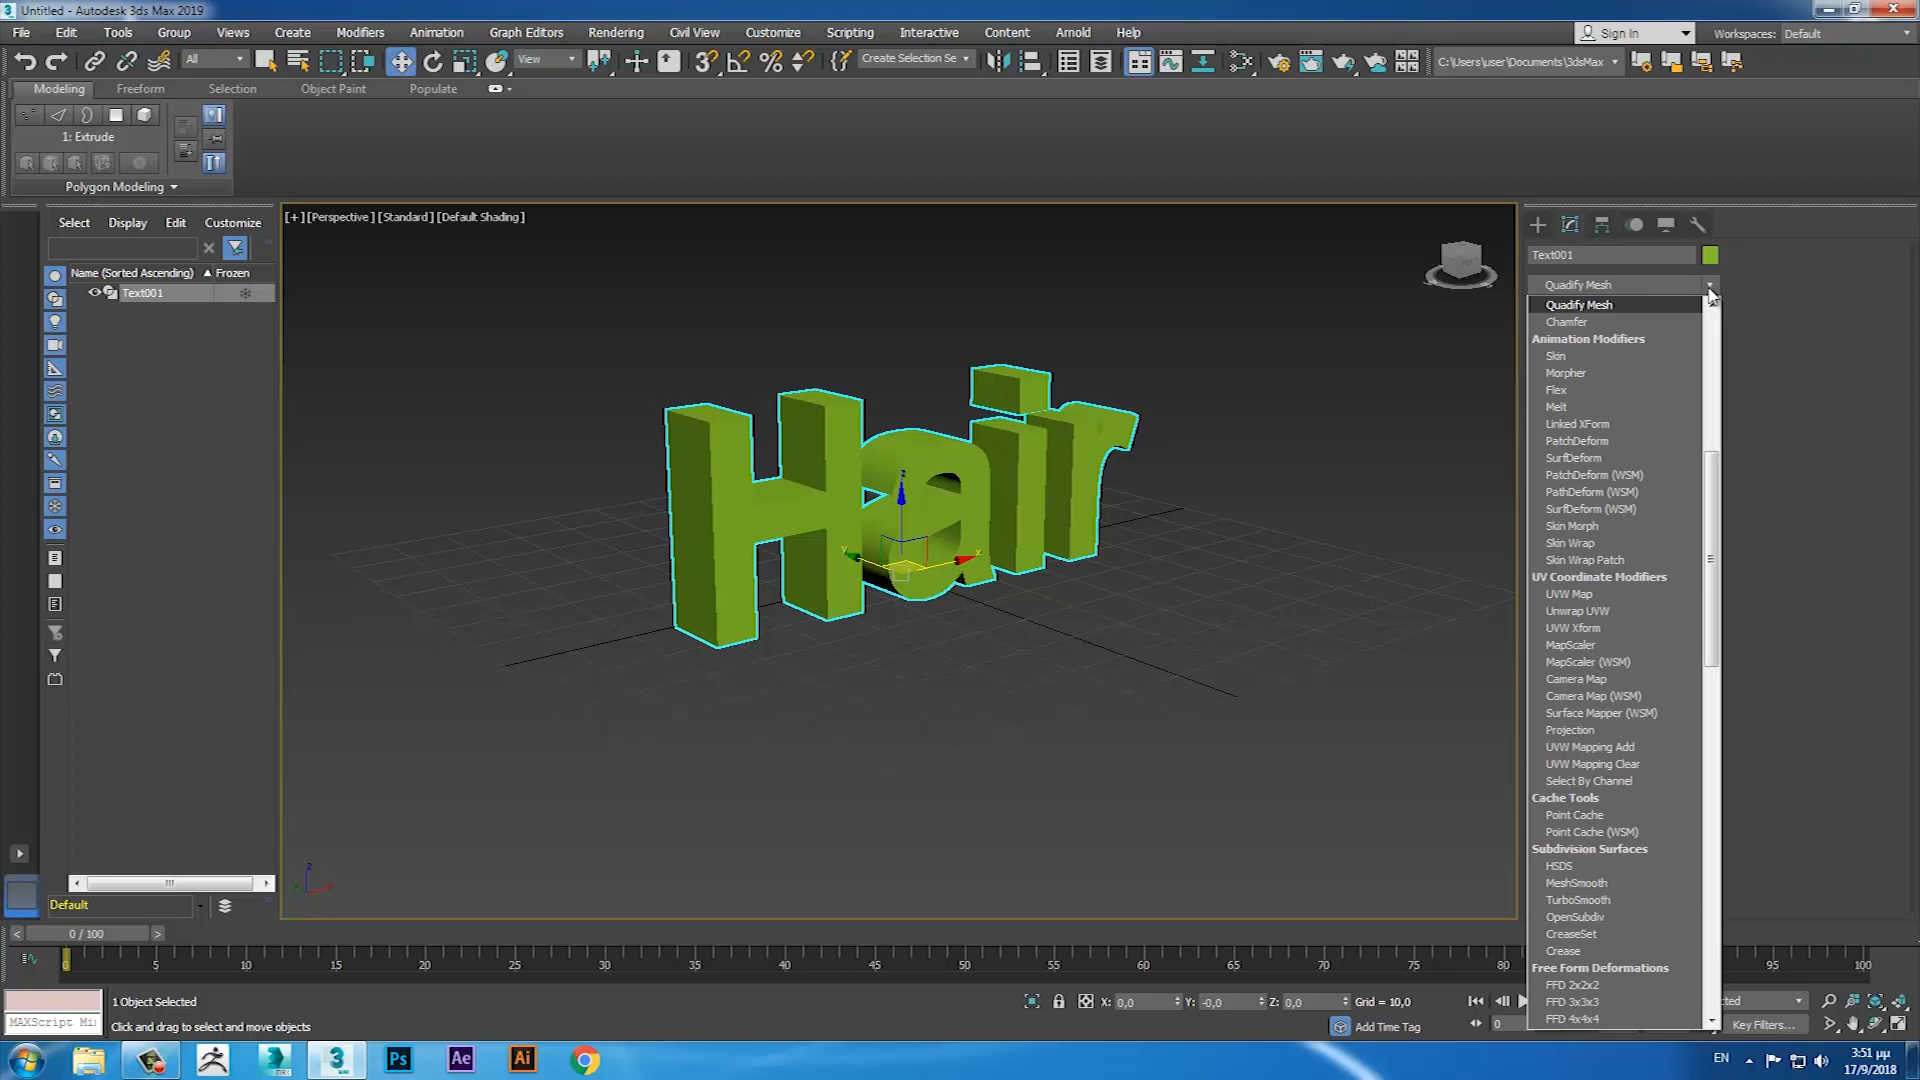 Untitled - Autodesk 3ds Max 2019
File Edit Tools Group Views Create Modifiers Animation Graph Editors Rendering Civil View Customize Scripting Interactive Content Arnold Help
Sign In Workspaces: Default
All View Create Selection Se C:\Users\user\Documents\3dsMax
Modeling Freeform Selection Object Paint Populate
1: Extrude
Polygon Modeling
Select Display Edit Customize
[+] [Perspective] [Standard] [Default Shading]
Name (Sorted Ascending) Frozen
Text001
Text001
Quadify Mesh
Quadify Mesh
Chamfer
Animation Modifiers
Skin
Morpher
Flex
Melt
Linked XForm
PatchDeform
SurfDeform
PatchDeform (WSM)
PathDeform (WSM)
SurfDeform (WSM)
Skin Morph
Skin Wrap
Skin Wrap Patch
UV Coordinate Modifiers
UVW Map
Unwrap UVW
UVW Xform
MapScaler
MapScaler (WSM)
Camera Map
Camera Map (WSM)
Surface Mapper (WSM)
Projection
UVW Mapping Add
UVW Mapping Clear
Select By Channel
Cache Tools
Point Cache
Point Cache (WSM)
Subdivision Surfaces
HSDS
MeshSmooth
TurboSmooth
OpenSubdiv
CreaseSet
Crease
Free Form Deformations
FFD 2x2x2
FFD 3x3x3
FFD 4x4x4
Hair
z
y
x
z
Default
0 / 100
0 5 10 15 20 25 30 35 40 45 50 55 60 65 70 75 80 95 100
1 Object Selected
X: 0,0 Y: -0,0 Z: 0,0 Grid = 10,0
MAXScript Mi
Click and drag to select and move objects
Add Time Tag
0
cted
Key Filters...
MAX
3
Ps Ae Ai
EN
3:51 μμ
17/9/2018